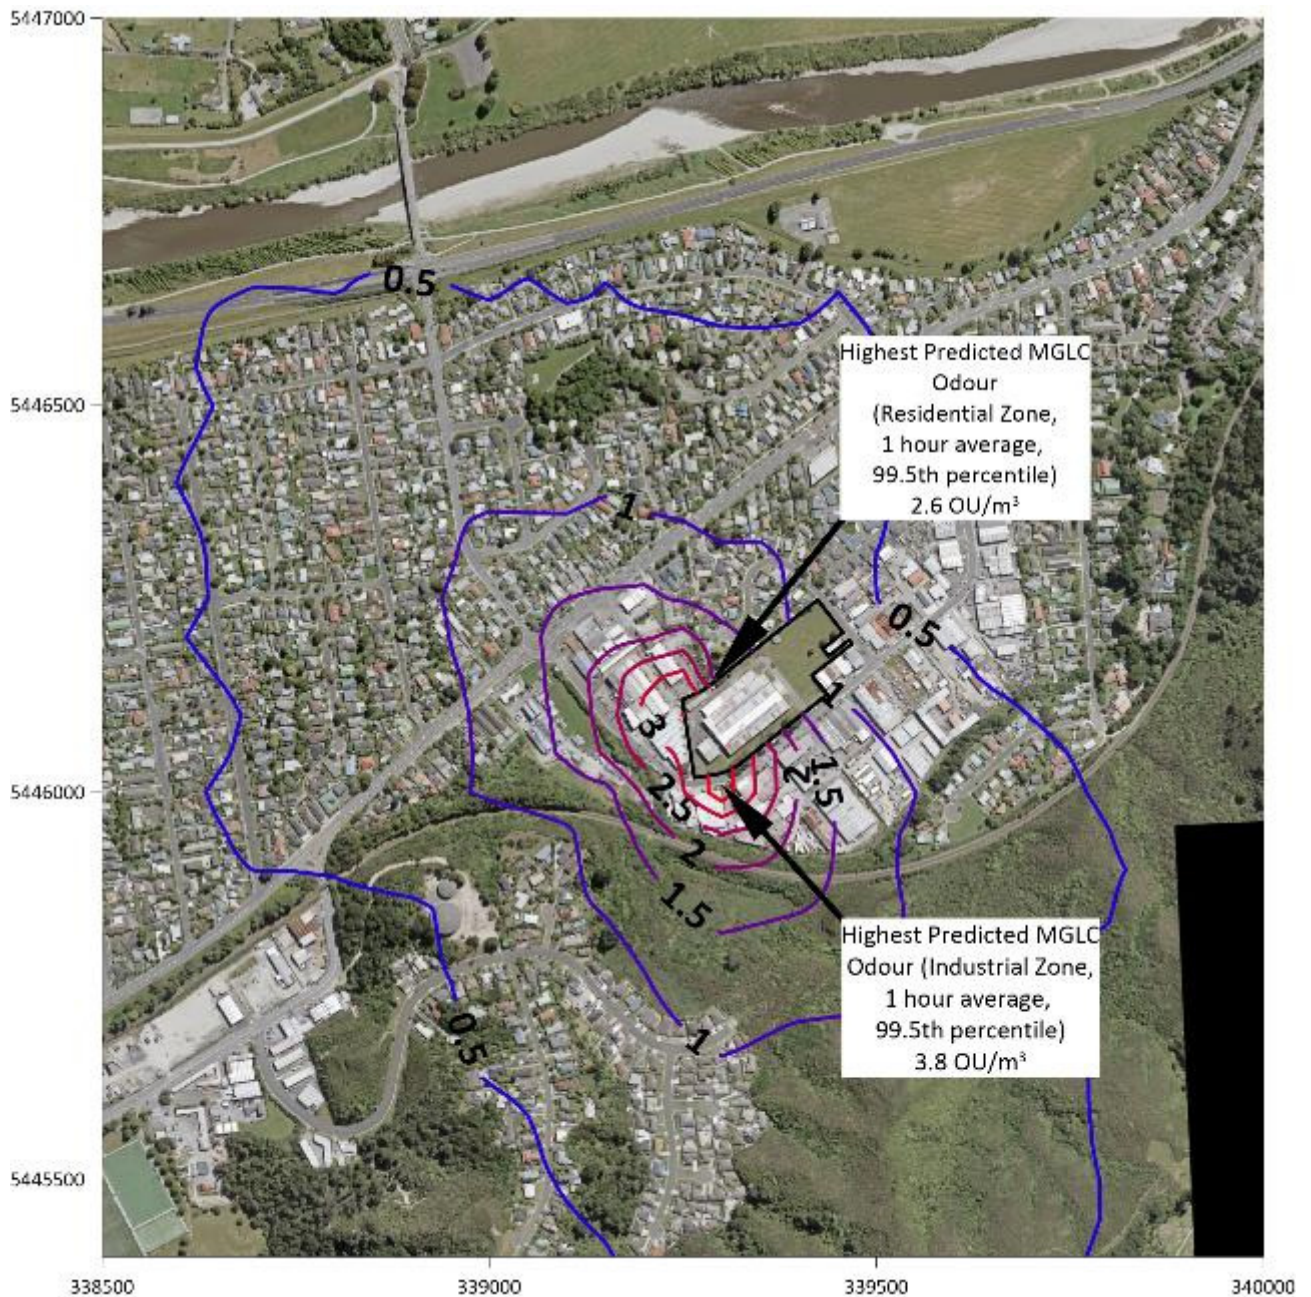 5447000
0.5
Highest Predicted MGLC
Odour
(Residential Zone,
1 hour average,
99.5th percentile)
2.6 OU/m³
5446500
1
0.5
1
3
2
1.5
5446000
2.5
2
1.5
Highest Predicted MGLC
Odour (Industrial Zone,
1 hour average,
99.5th percentile)
3.8 OU/m³
0.5
1
5445500
338500
339000
339500
340000